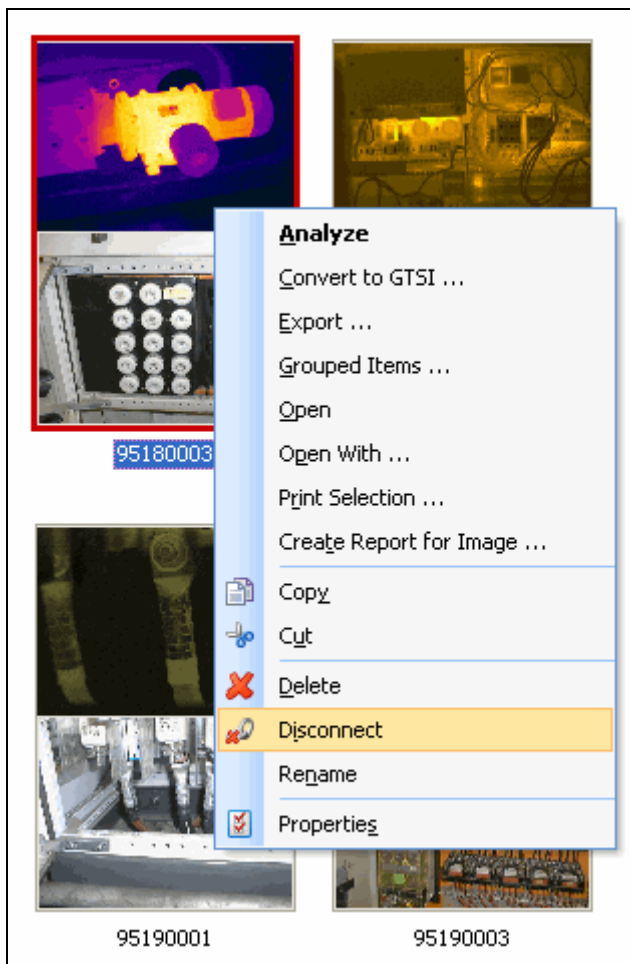 Analyze
Convert to GTSI ...
Export ...
Grouped Items ...
Open
Open With ...
Print Selection ...
Create Report for Image ...
95180003
Copy
Cut
Delete
Disconnect
Rename
Properties
95190001
95190003